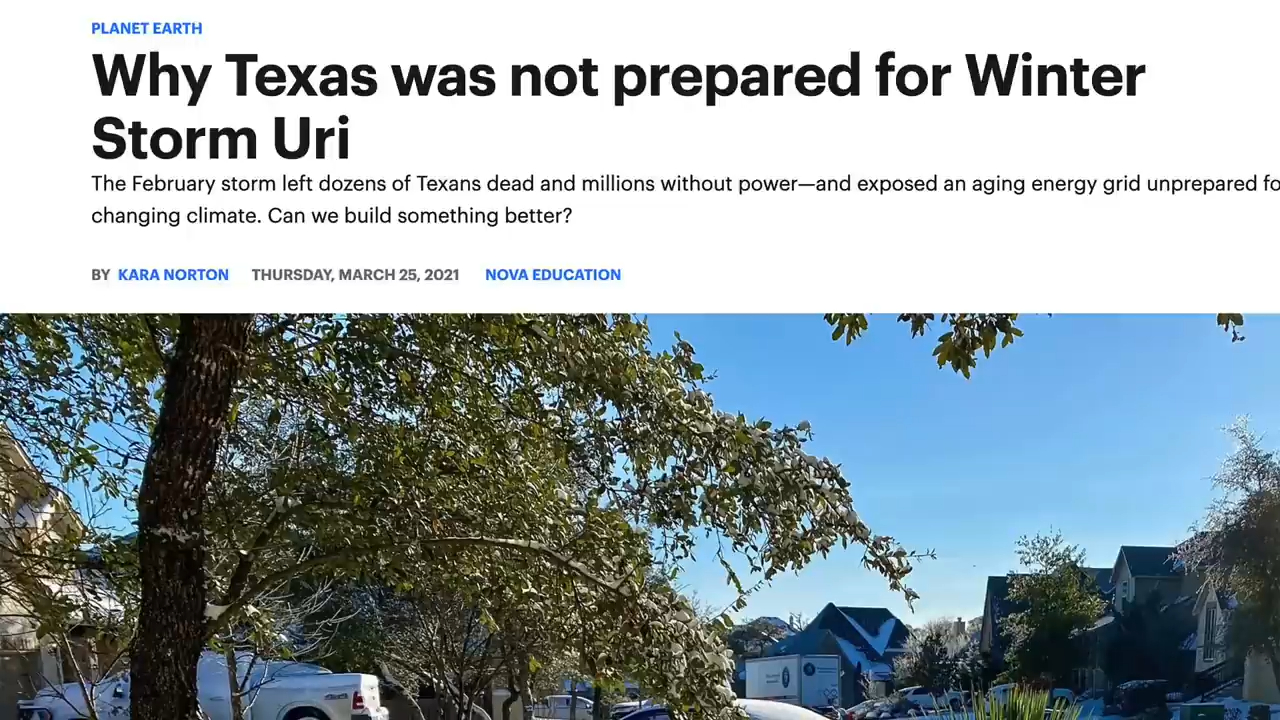 PLANET EARTH
Why Texas was not prepared for Winter
Storm Uri
The February storm left dozens of Texans dead and millions without power—and exposed an aging energy grid unprepared fo
changing climate. Can we build something better?
BY KARA NORTON THURSDAY, MARCH 25, 2021 NOVA EDUCATION